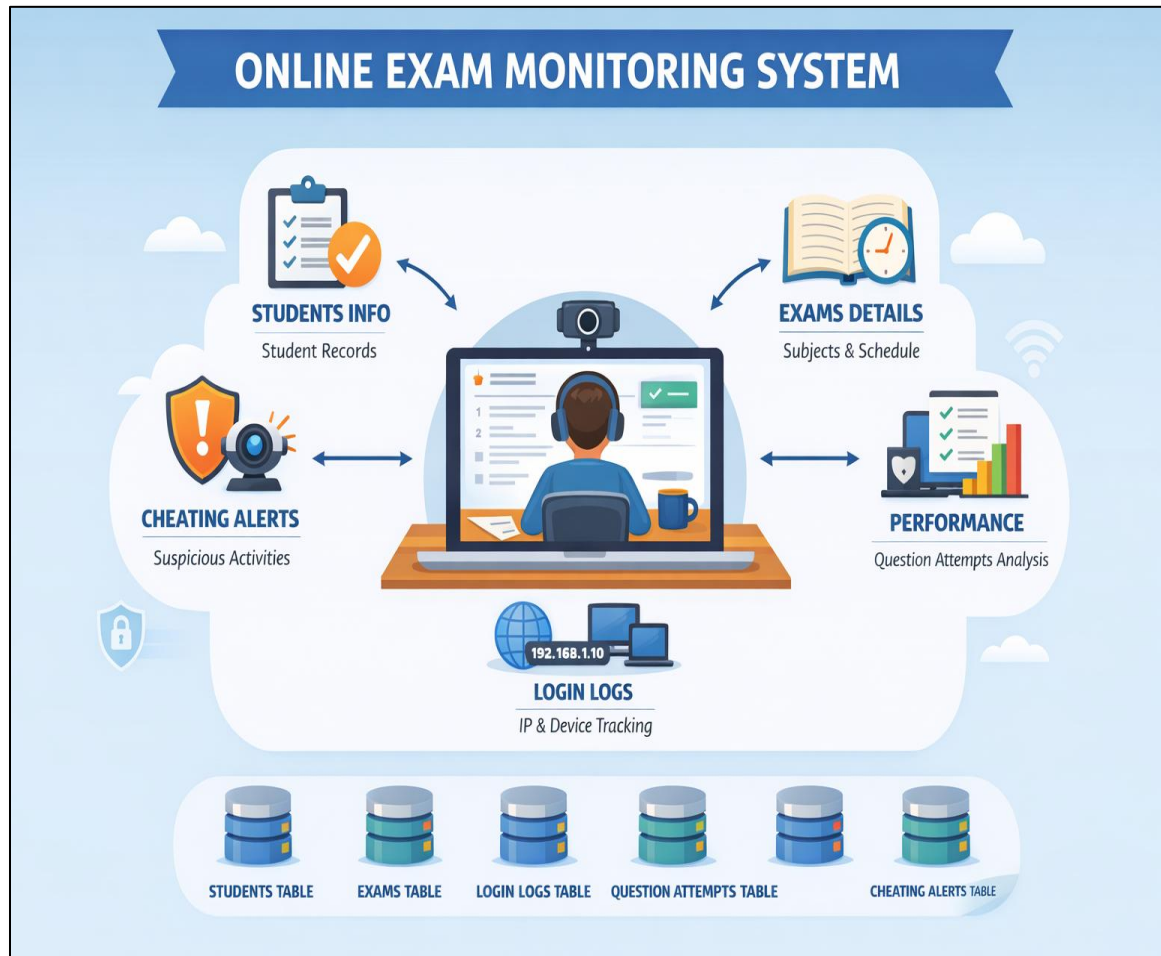 ONLINE EXAM MONITORING SYSTEM
STUDENTS INFO
Student Records
EXAMS DETAILS
Subjects & Schedule
1
2
CHEATING ALERTS
Suspicious Activities
PERFORMANCE
Question Attempts Analysis
192.168.1.10
LOGIN LOGS
IP & Device Tracking
STUDENTS TABLE
EXAMS TABLE
LOGIN LOGS TABLE
QUESTION ATTEMPTS TABLE
CHEATING ALERTS TABLE